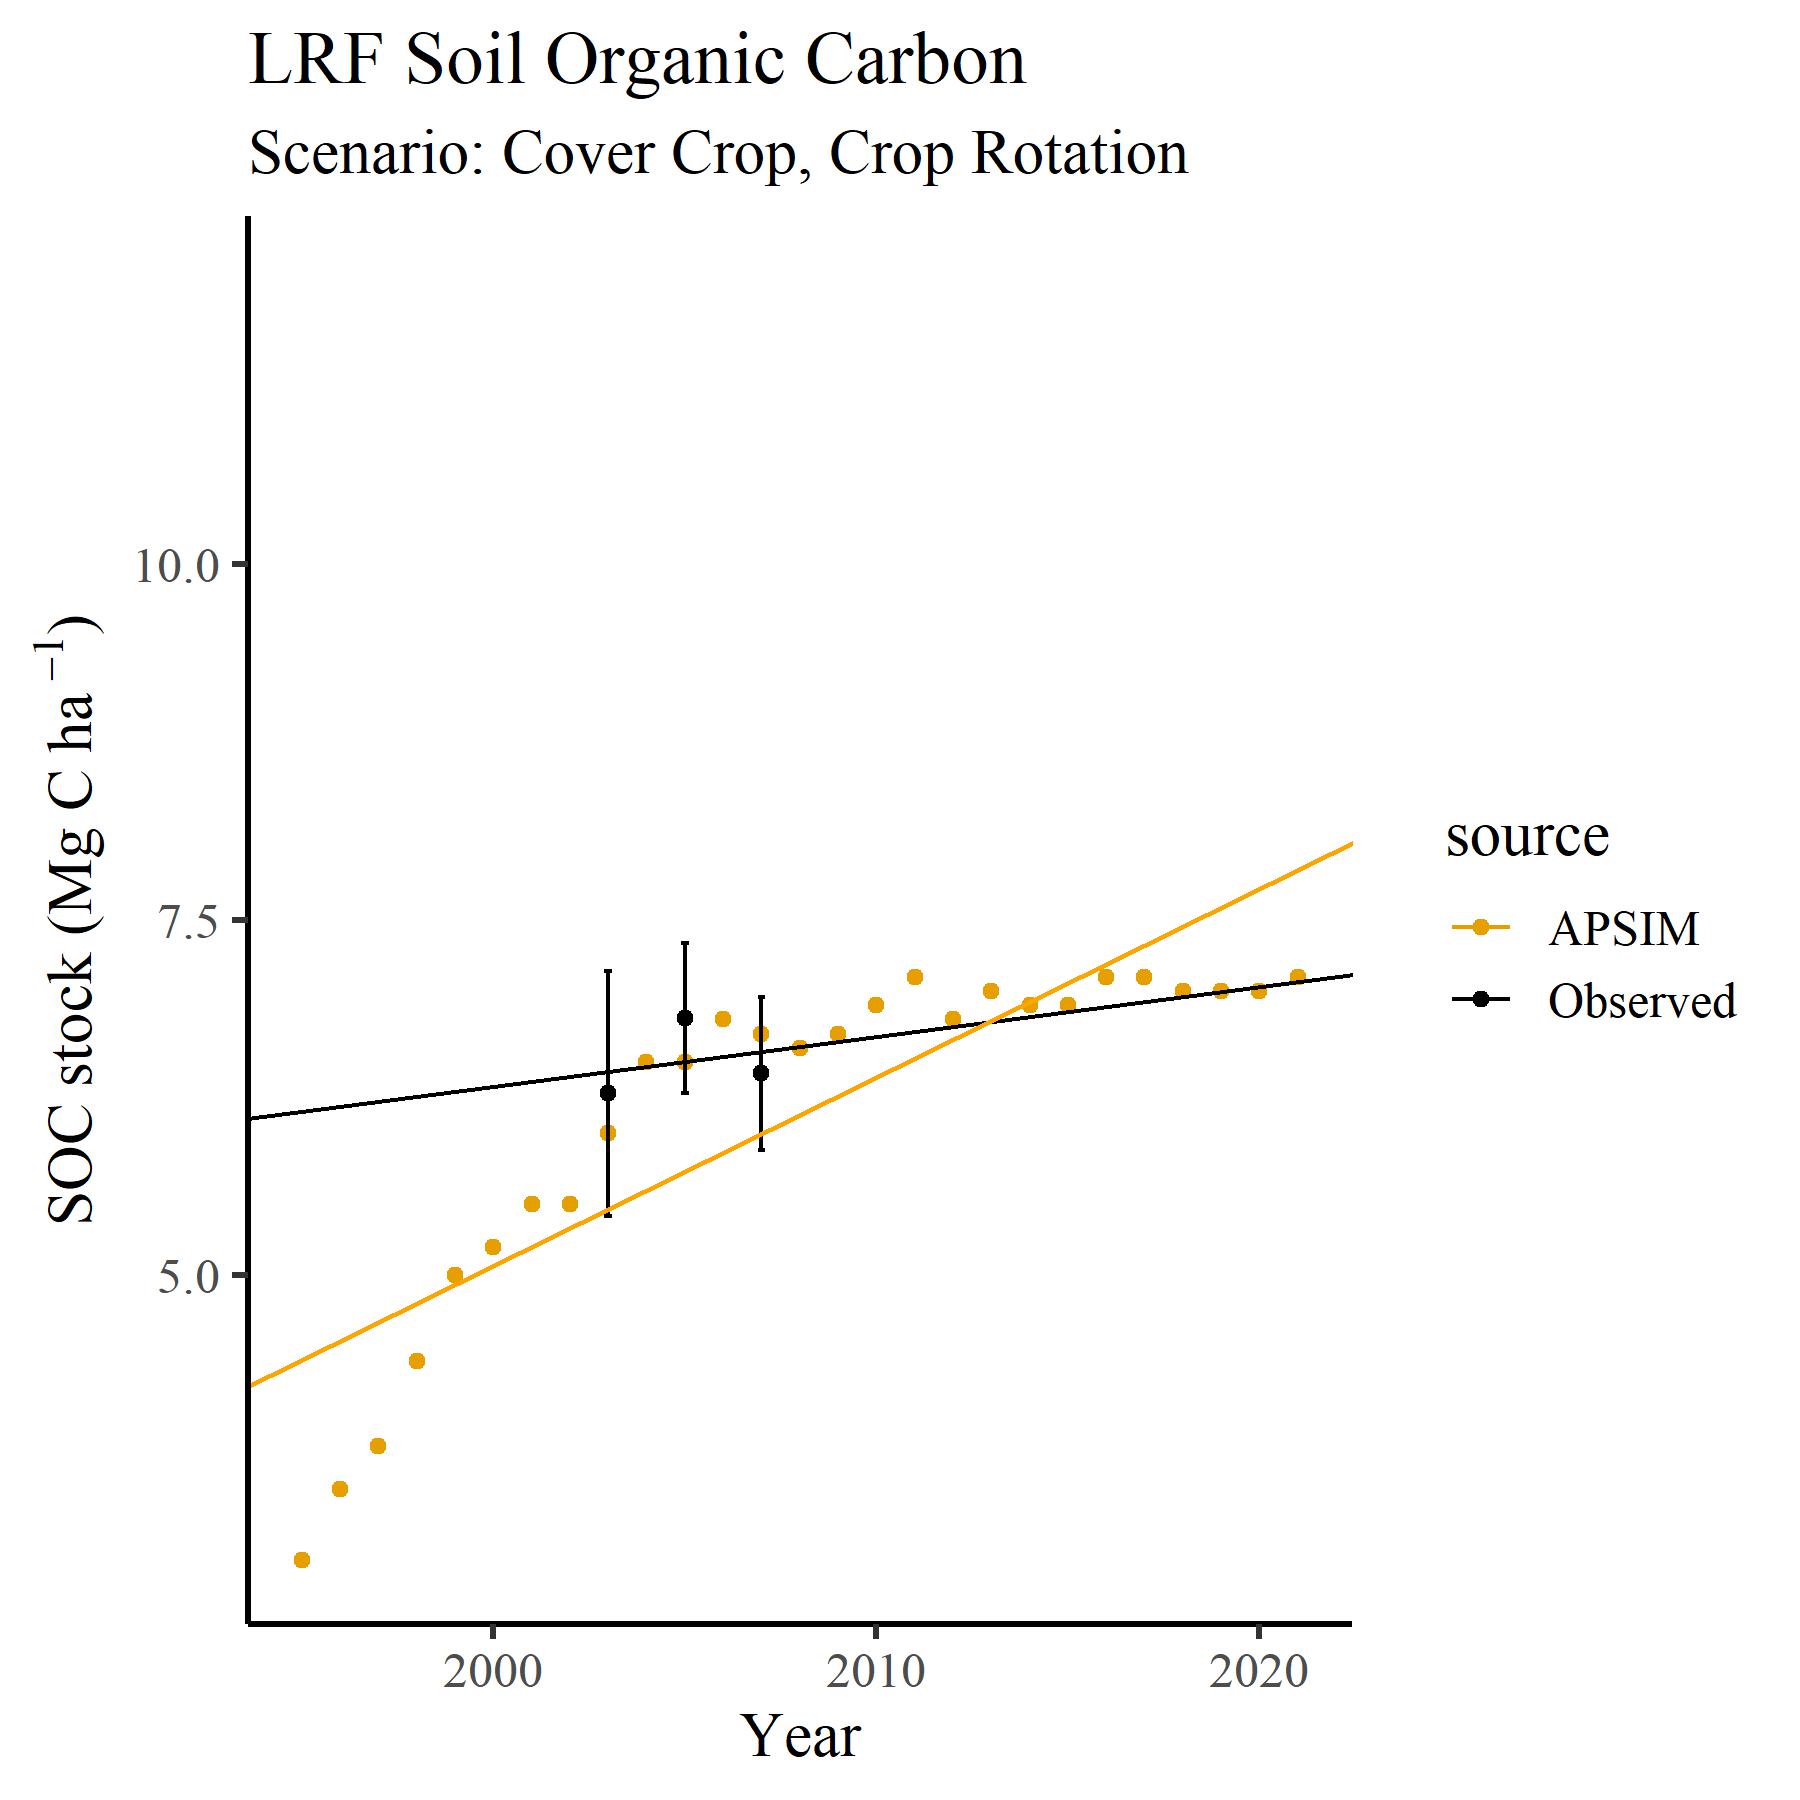 LRF Soil Organic Carbon
Scenario: Cover Crop, Crop Rotation
SOC stock (Mg C ha⁻¹)
10.0
7.5
5.0
2000 2010 2020
Year
source
APSIM
Observed